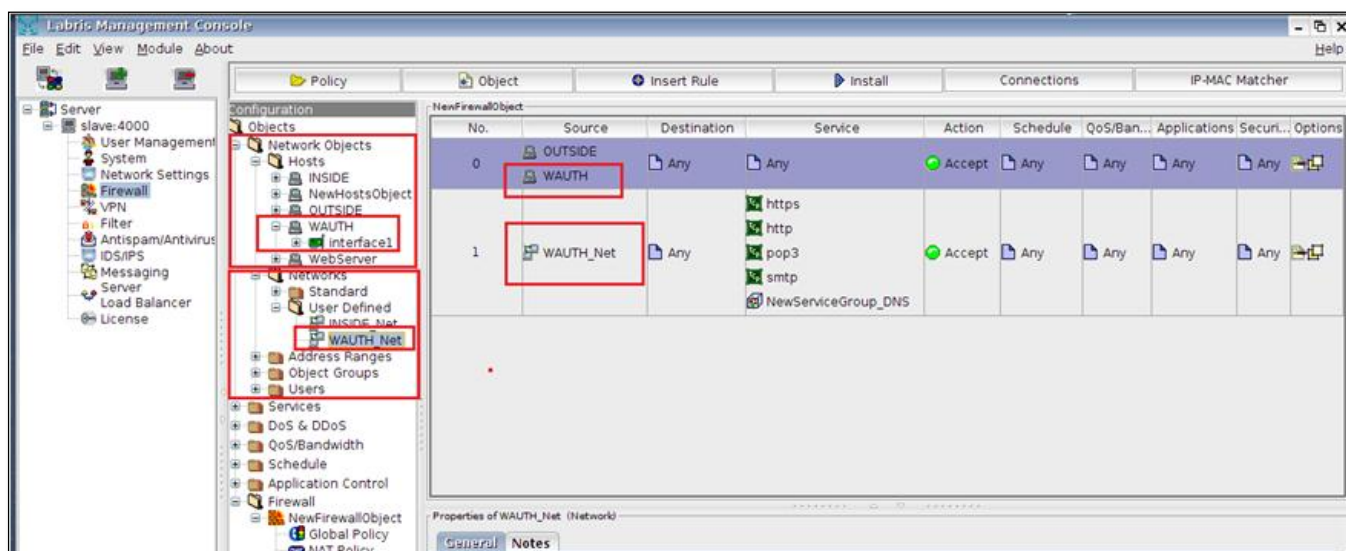 Labris Management Console
File Edit View Module About
Help
Policy
Object
Insert Rule
Install
Connections
IP-MAC Matcher
Server
slave:4000
User Management
System
Network Settings
Firewall
VPN
Filter
Antispam/Antivirus
IDS/IPS
Messaging
Server
Load Balancer
License
Configuration
Objects
Network Objects
Hosts
INSIDE
NewHostsObject
OUTSIDE
WAUTH
interface1
WebServer
Networks
Standard
User Defined
INSIDE_Net
WAUTH_Net
Address Ranges
Object Groups
Users
Services
DoS & DDoS
QoS/Bandwidth
Schedule
Application Control
Firewall
NewFirewallObject
Global Policy
NAT Policy
NewFirewallObject
No. Source Destination Service Action Schedule QoS/Ban... Applications Securi... Options
0 OUTSIDE Any Any Accept Any Any Any Any
WAUTH
https
http
1 WAUTH_Net Any pop3 Accept Any Any Any Any
smtp
NewServiceGroup_DNS
Properties of WAUTH_Net (Network)
General Notes